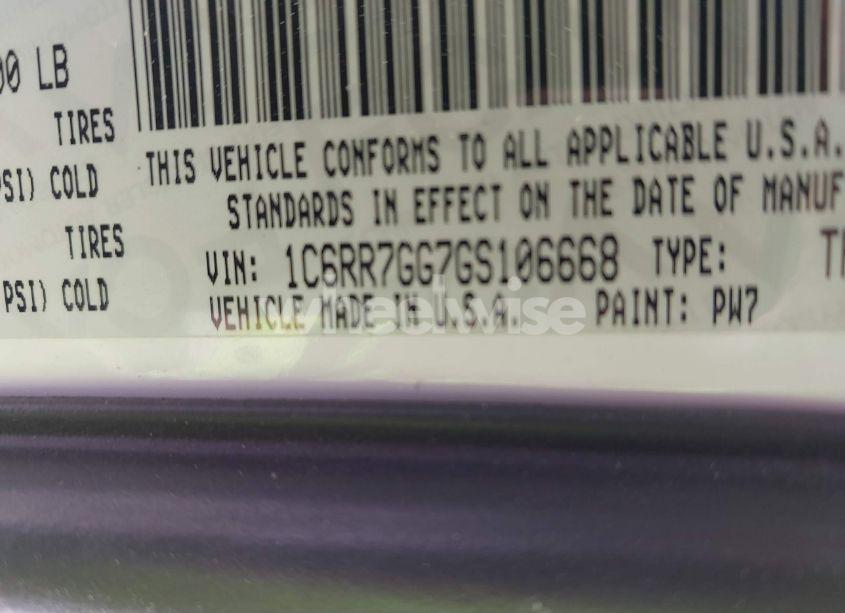 00 LB
TIRES
PSI) COLD
TIRES
PSI) COLD
THIS VEHICLE CONFORMS TO ALL APPLICABLE U.S.A.
STANDARDS IN EFFECT ON THE DATE OF MANUF
VIN: 1C6RR7GG7GS106668 TYPE:
VEHICLE MADE IN U.S.A. PAINT: PW7
wheelwise